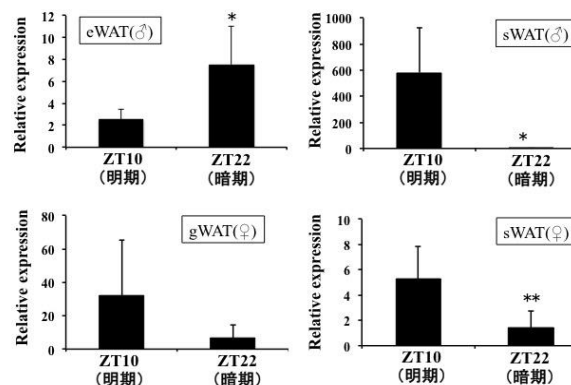 eWAT(♂)
*
Relative expression
12
10
8
6
4
2
0
ZT10
(明期)
ZT22
(暗期)
sWAT(♂)
*
Relative expression
1000
800
600
400
200
0
ZT10
(明期)
ZT22
(暗期)
gWAT(♀)
Relative expression
80
60
40
20
0
ZT10
(明期)
ZT22
(暗期)
sWAT(♀)
**
Relative expression
10
8
6
4
2
0
ZT10
(明期)
ZT22
(暗期)